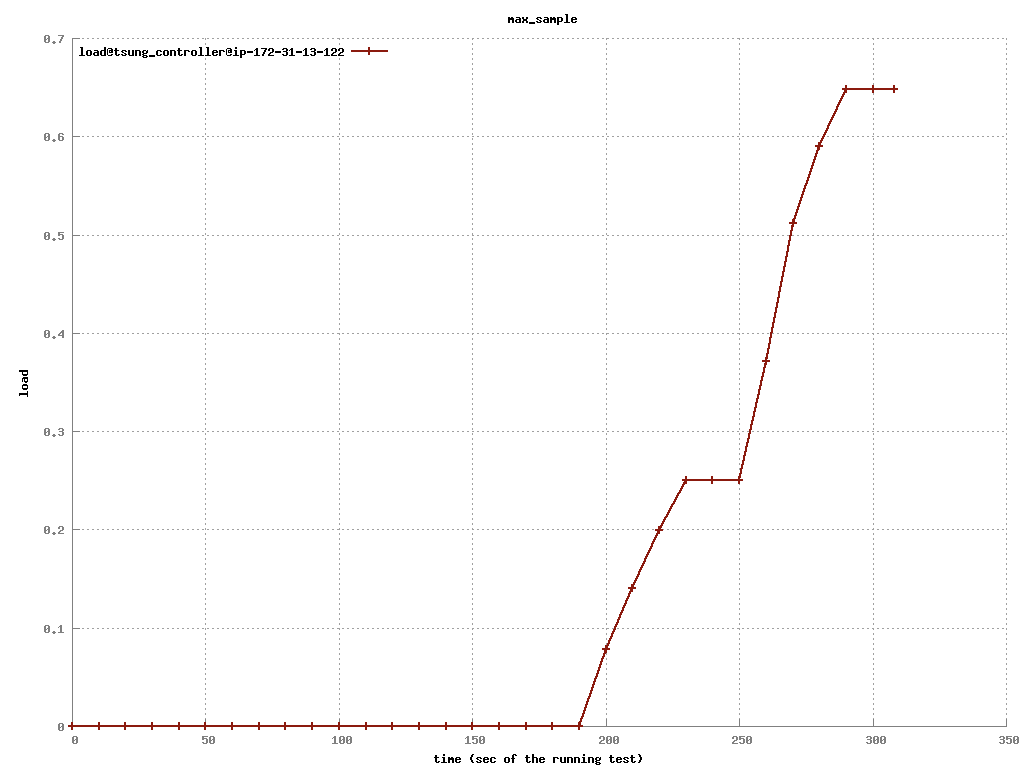 max_sample
load@tsung_controller@ip-172-31-13-122
0.7
0.6
0.5
0.4
0.3
0.2
0.1
0
load
0 50 100 150 200 250 300 350
time (sec of the running test)